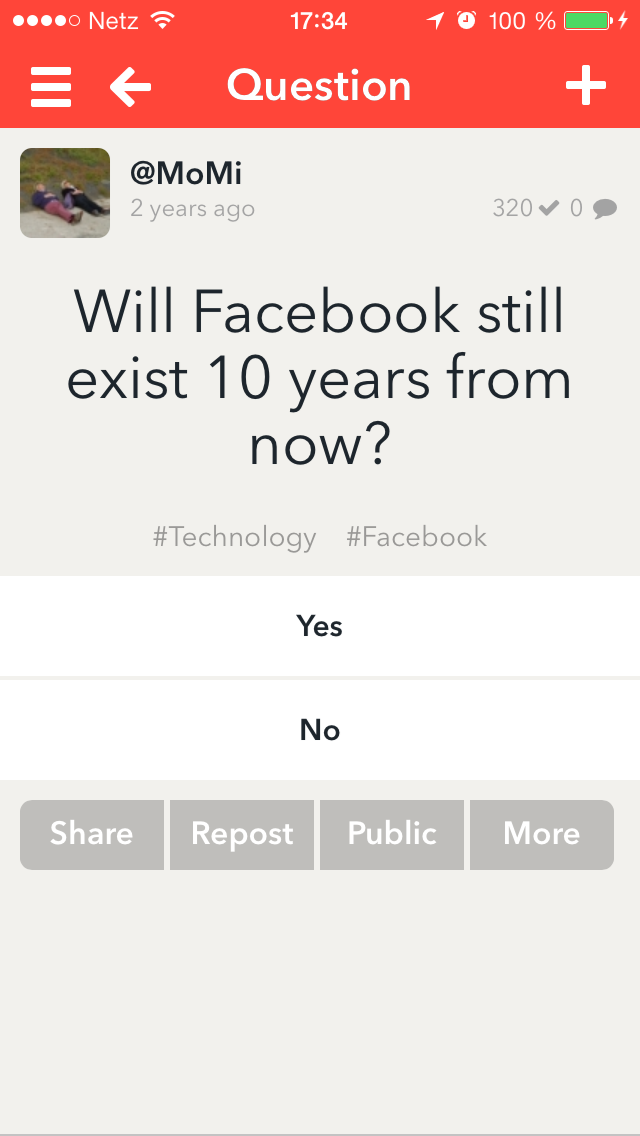 Netz 17:34 100 %
Question
@MoMi
2 years ago 320 0
Will Facebook still
exist 10 years from
now?
#Technology #Facebook
Yes
No
Share Repost Public More